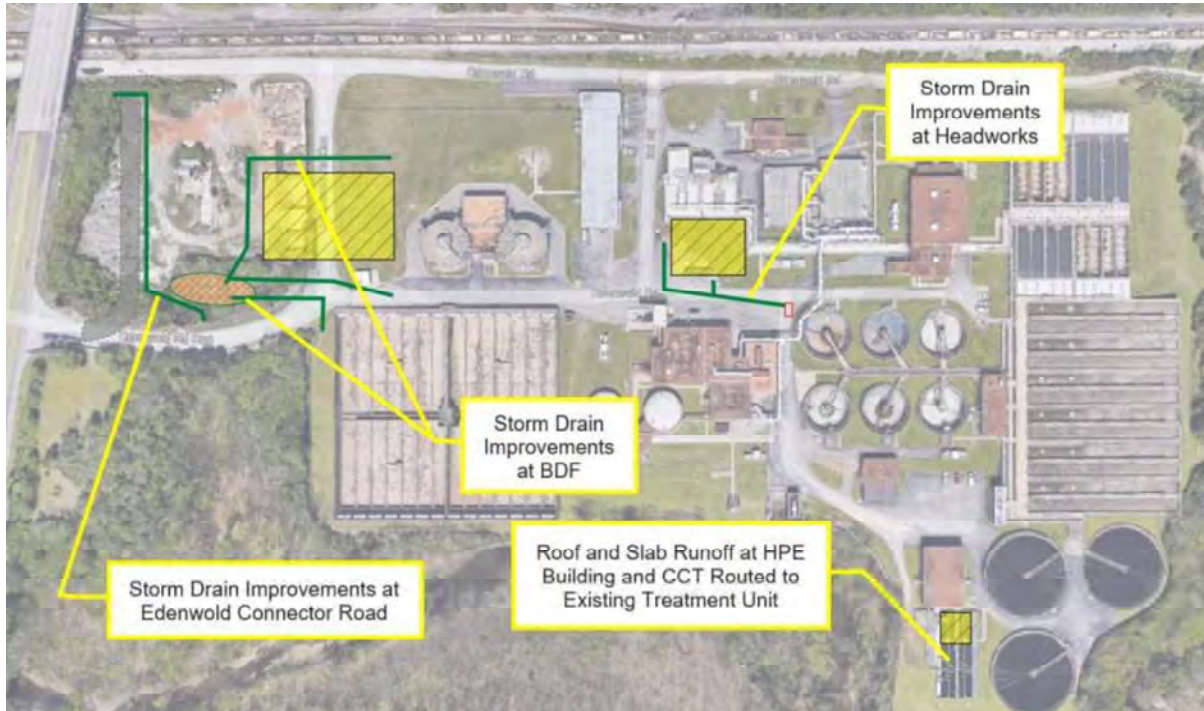 Storm Drain
Improvements
at Headworks
Storm Drain
Improvements
at BDF
Storm Drain Improvements at
Edenwold Connector Road
Roof and Slab Runoff at HPE
Building and CCT Routed to
Existing Treatment Unit